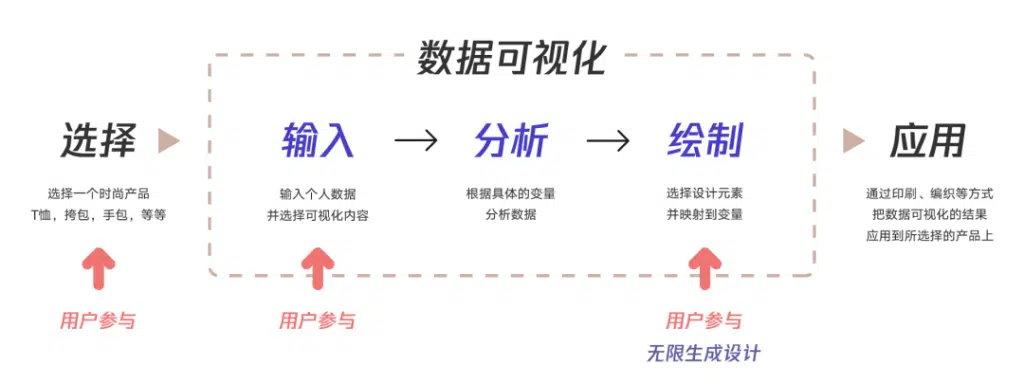 数据可视化
选择
选择一个时尚产品
T恤，挎包，手包，等等
用户参与
输入
输入个人数据
并选择可视化内容
用户参与
分析
根据具体的变量
分析数据
绘制
选择设计元素
并映射到变量
用户参与
无限生成设计
应用
通过印刷、编织等方式
把数据可视化的结果
应用到所选择的产品上